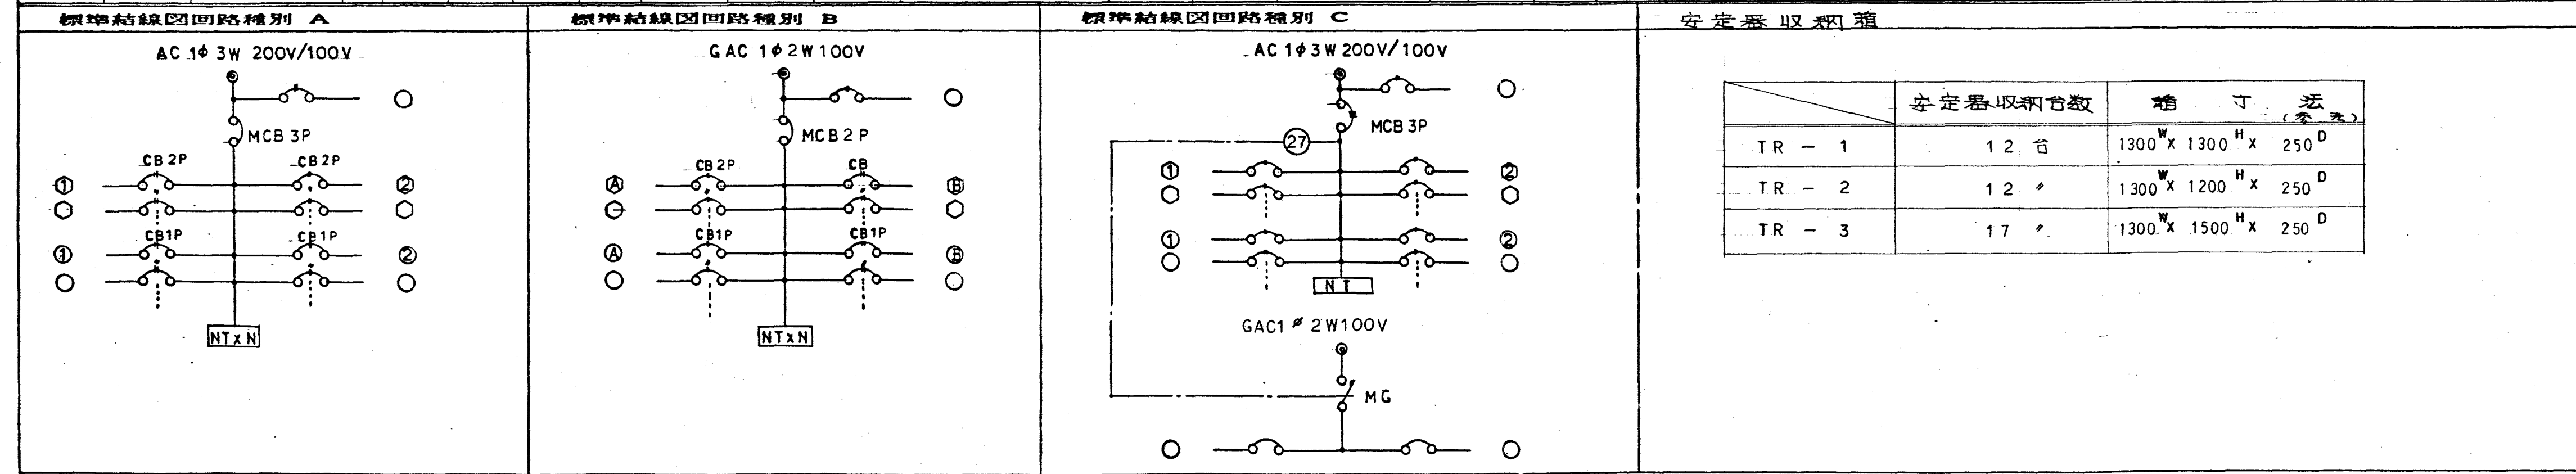 標準結線図回路種別 A
AC 1φ 3W 200V/100V
MCB 3P
CB 2P
CB 2P
1
2
CB1P
CB1P
1
2
NT x N
標準結線図回路種別 B
GAC 1φ 2W 100V
MCB 2P
CB 2P
CB
A
B
CB1P
CB1P
A
B
NT x N
標準結線図回路種別 C
AC 1φ 3W 200V/100V
MCB 3P
27
1
2
1
2
NT
GAC1φ 2W100V
MG
安定器収納箱
安定器収納台数 箱 寸 法
(参考)
TR - 1 12 台 1300W x 1300H x 250D
TR - 2 12 〃 1300W x 1200H x 250D
TR - 3 17 〃 1300W x 1500H x 250D